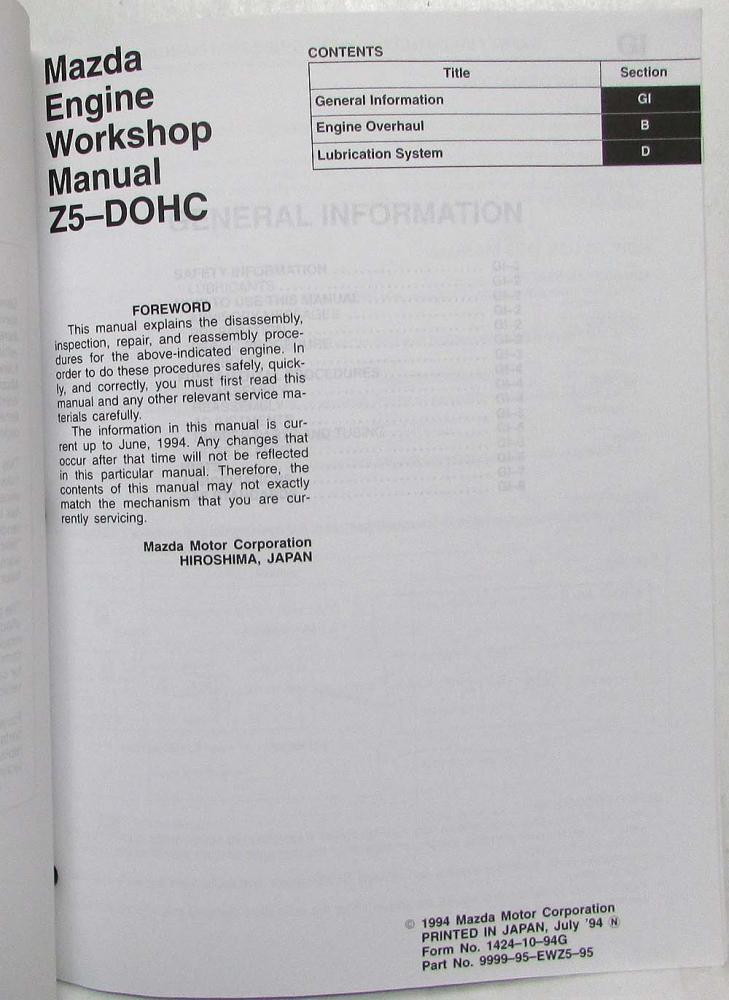 Mazda
Engine
Workshop
Manual
Z5–DOHC
CONTENTS
Title Section
General Information GI
Engine Overhaul B
Lubrication System D
GENERAL INFORMATION
SAFETY INFORMATION
LUBRICANTS
FOREWORD
This manual explains the disassembly,
inspection, repair, and reassembly proce-
dures for the above-indicated engine. In
order to do these procedures safely, quick-
ly, and correctly, you must first read this
manual and any other relevant service ma-
terials carefully.
The information in this manual is cur-
rent up to June, 1994. Any changes that
occur after that time will not be reflected
in this particular manual. Therefore, the
contents of this manual may not exactly
match the mechanism that you are cur-
rently servicing.
Mazda Motor Corporation
HIROSHIMA, JAPAN
© 1994 Mazda Motor Corporation
PRINTED IN JAPAN, July '94 Ⓝ
Form No. 1424–10–94G
Part No. 9999–95–EWZ5–95